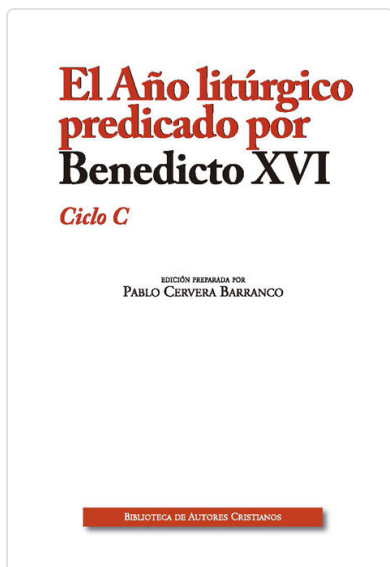 El Año litúrgico
predicado por
Benedicto XVI
Ciclo C
EDICIÓN PREPARADA POR
PABLO CERVERA BARRANCO
BIBLIOTECA DE AUTORES CRISTIANOS